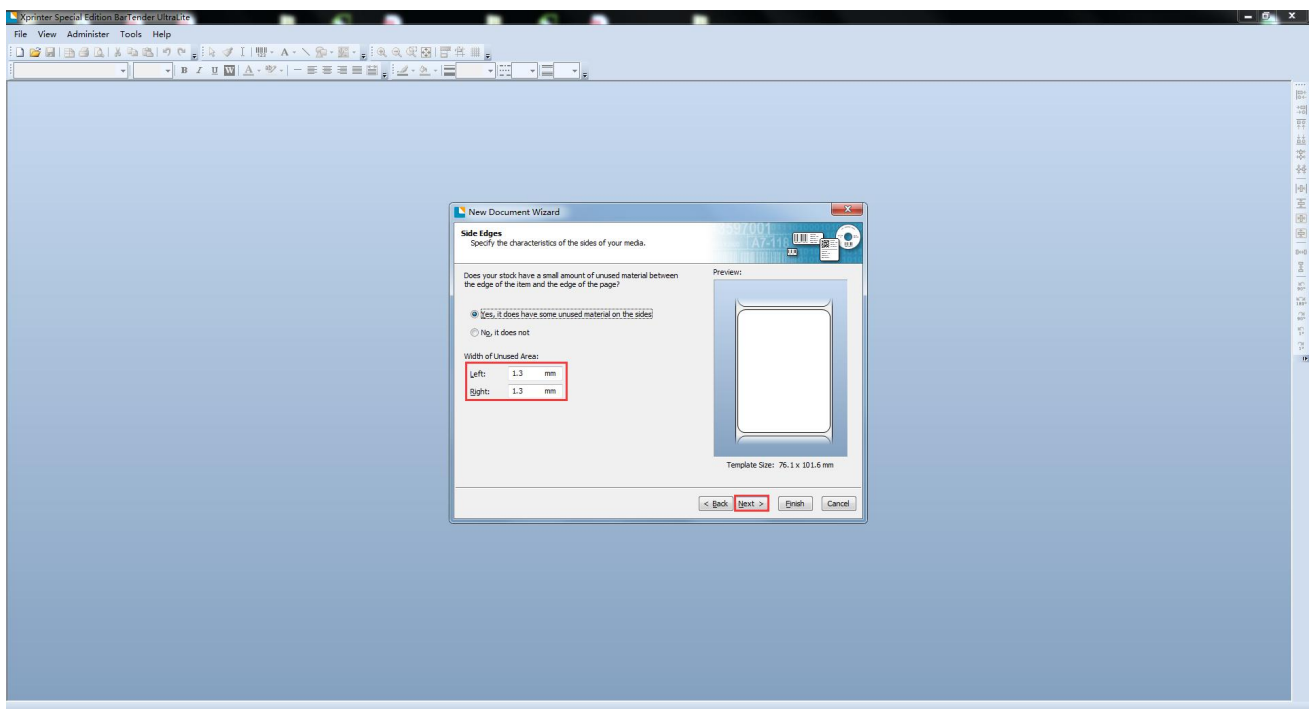 Xprinter Special Edition BarTender UltraLite
File View Administer Tools Help
B I U W A
New Document Wizard
Side Edges
Specify the characteristics of the sides of your media.
Does your stock have a small amount of unused material between
the edge of the item and the edge of the page?
Yes, it does have some unused material on the sides
No, it does not
Width of Unused Area:
Left: 1.3 mm
Right: 1.3 mm
Preview:
Template Size: 76.1 x 101.6 mm
< Back Next > Finish Cancel